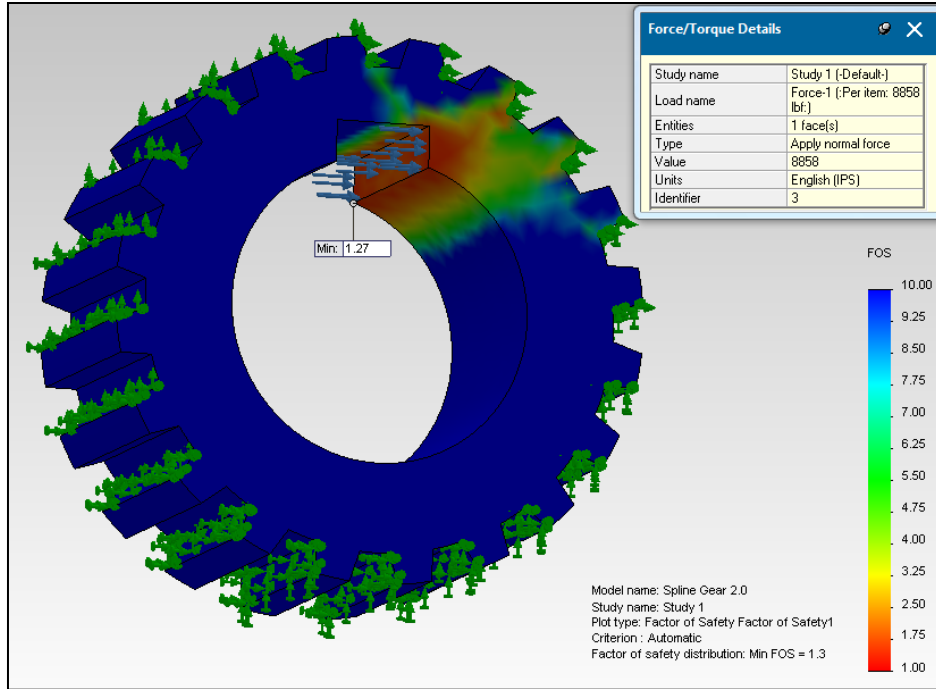 Force/Torque Details
Study name Study 1 (-Default-)
Load name Force-1 (:Per item: 8858
lbf:)
Entities 1 face(s)
Type Apply normal force
Value 8858
Units English (IPS)
Identifier 3
Min: 1.27
FOS
10.00
9.25
8.50
7.75
7.00
6.25
5.50
4.75
4.00
3.25
2.50
1.75
1.00
Model name: Spline Gear 2.0
Study name: Study 1
Plot type: Factor of Safety Factor of Safety1
Criterion : Automatic
Factor of safety distribution: Min FOS = 1.3